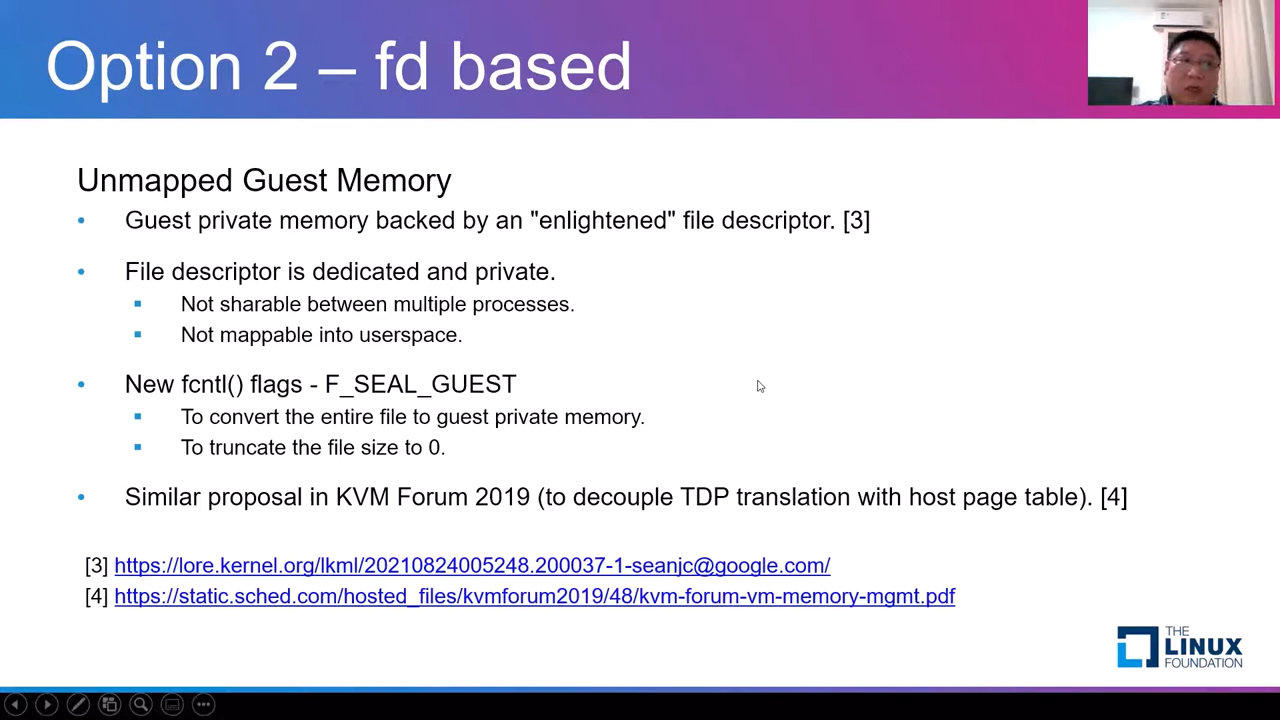 Option 2 – fd based
Unmapped Guest Memory
• Guest private memory backed by an "enlightened" file descriptor. [3]
• File descriptor is dedicated and private.
▪ Not sharable between multiple processes.
▪ Not mappable into userspace.
• New fcntl() flags - F_SEAL_GUEST
▪ To convert the entire file to guest private memory.
▪ To truncate the file size to 0.
• Similar proposal in KVM Forum 2019 (to decouple TDP translation with host page table). [4]
[3] https://lore.kernel.org/lkml/20210824005248.200037-1-seanjc@google.com/
[4] https://static.sched.com/hosted_files/kvmforum2019/48/kvm-forum-vm-memory-mgmt.pdf
THE
LINUX
FOUNDATION